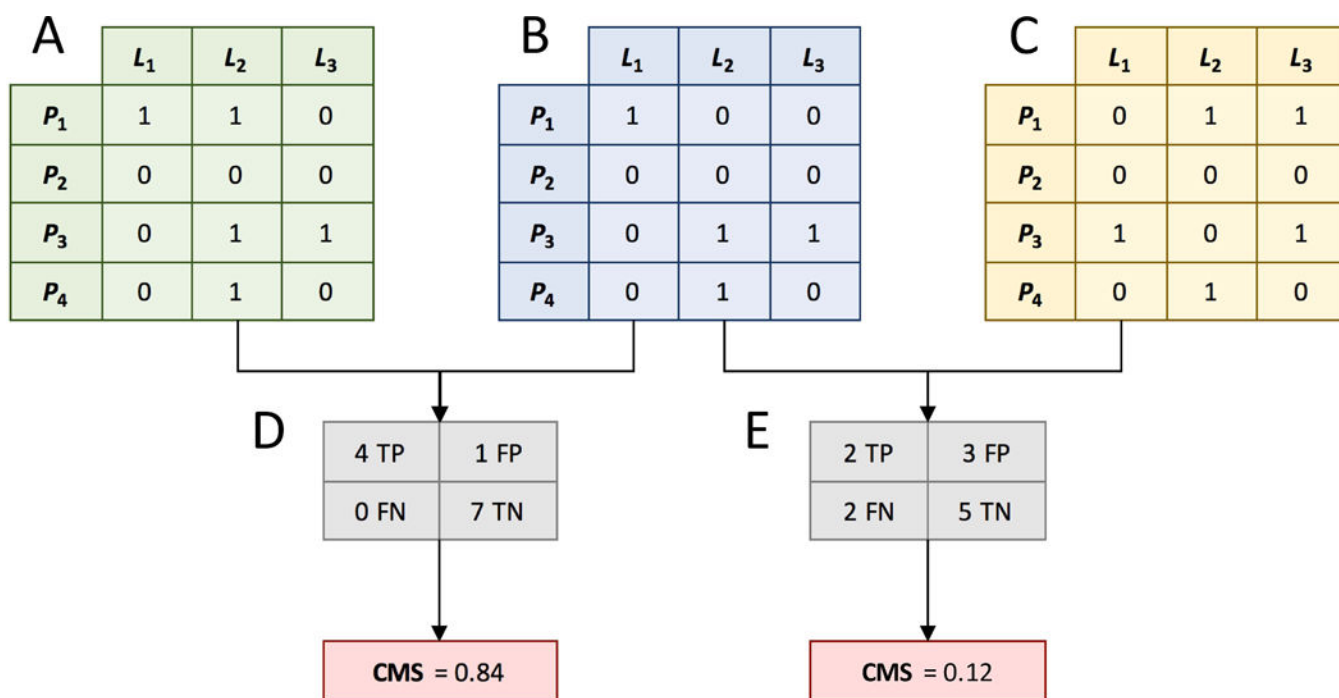 A B C
L1 L2 L3 L1 L2 L3 L1 L2 L3
P1 1 1 0 P1 1 0 0 P1 0 1 1
P2 0 0 0 P2 0 0 0 P2 0 0 0
P3 0 1 1 P3 0 1 1 P3 1 0 1
P4 0 1 0 P4 0 1 0 P4 0 1 0
D E
4 TP 1 FP 2 TP 3 FP
0 FN 7 TN 2 FN 5 TN
CMS = 0.84 CMS = 0.12